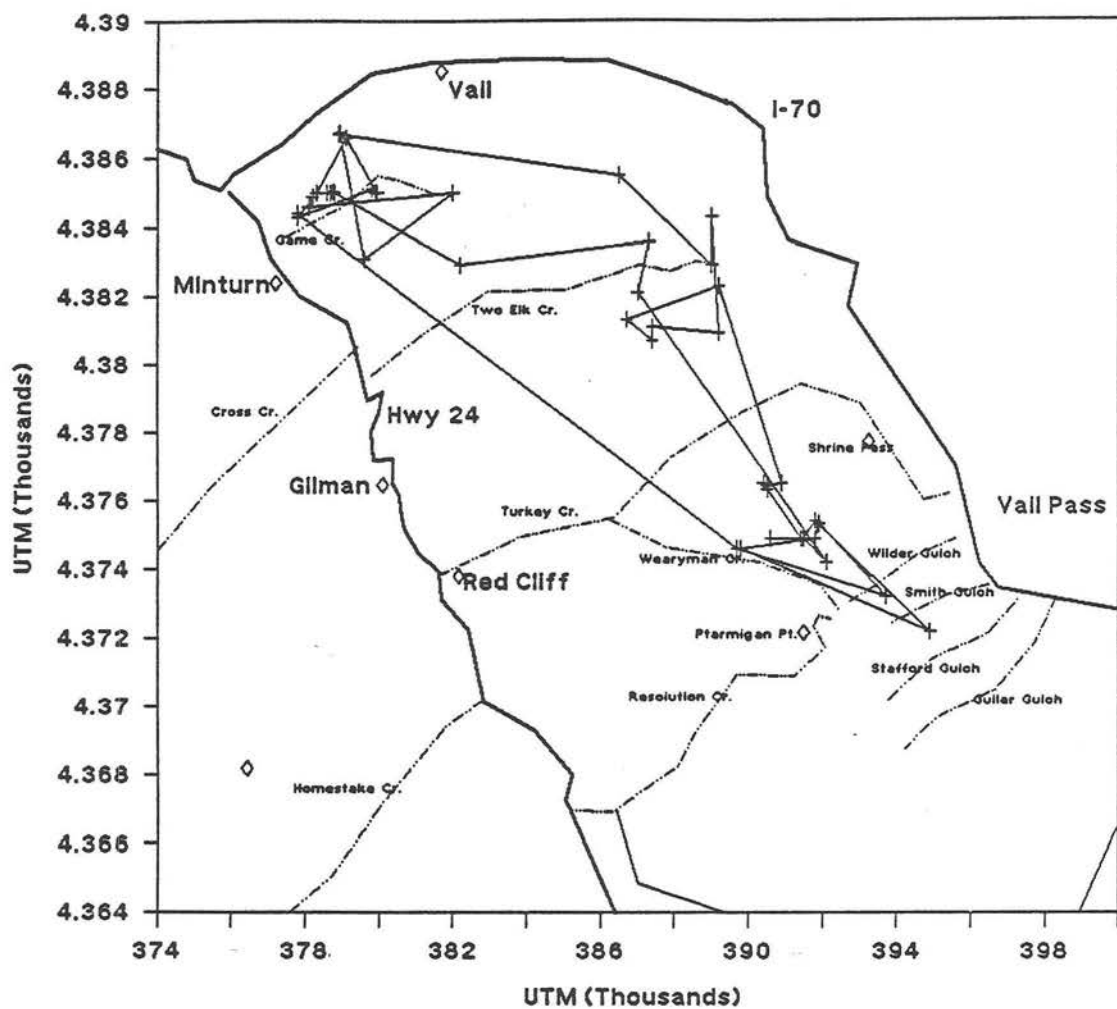 4.39
4.388
4.386
4.384
4.382
4.38
4.378
4.376
4.374
4.372
4.37
4.368
4.366
4.364
UTM (Thousands)
Vail
I-70
Game Cr.
Minturn
Two Elk Cr.
Cross Cr.
Hwy 24
Shrine Pass
Gilman
Turkey Cr.
Vail Pass
Wearyman Cr.
Wilder Gulch
Red Cliff
Smith Gulch
Ptarmigan Pt.
Stafford Gulch
Resolution Cr.
Guller Gulch
Homestake Cr.
374 378 382 386 390 394 398
UTM (Thousands)